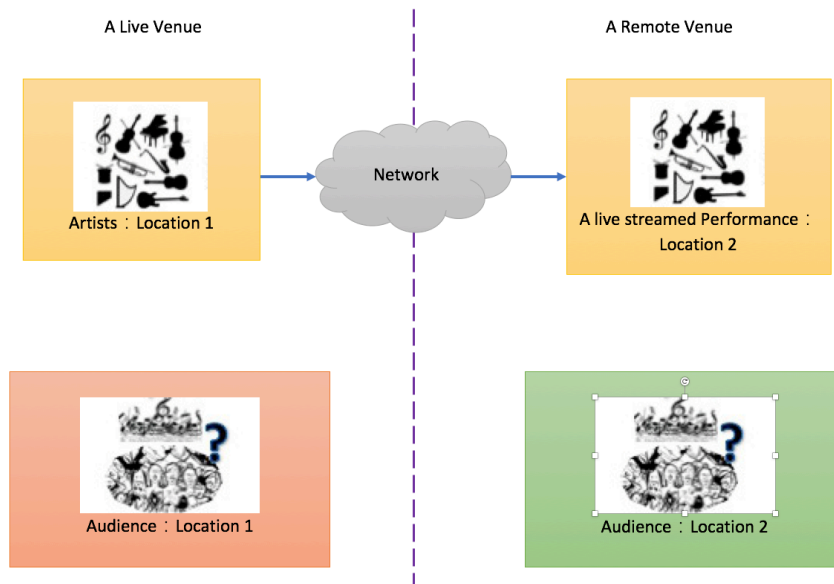 A Live Venue
A Remote Venue
Network
Artists：Location 1
A live streamed Performance：
Location 2
?
?
Audience：Location 1
Audience：Location 2